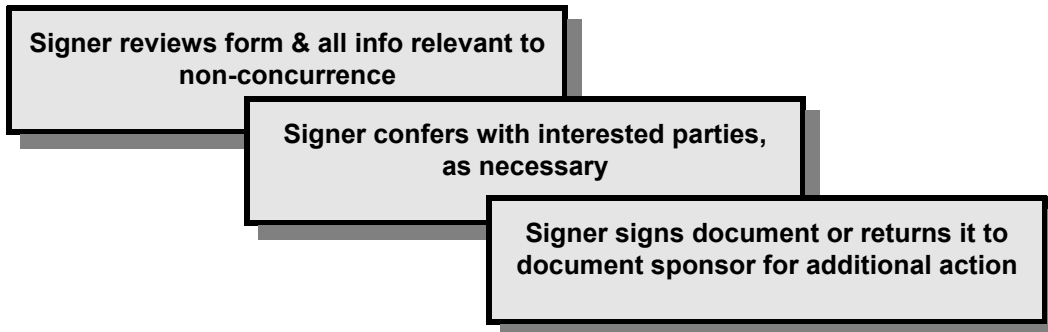 Signer reviews form & all info relevant to
non-concurrence
Signer confers with interested parties,
as necessary
Signer signs document or returns it to
document sponsor for additional action